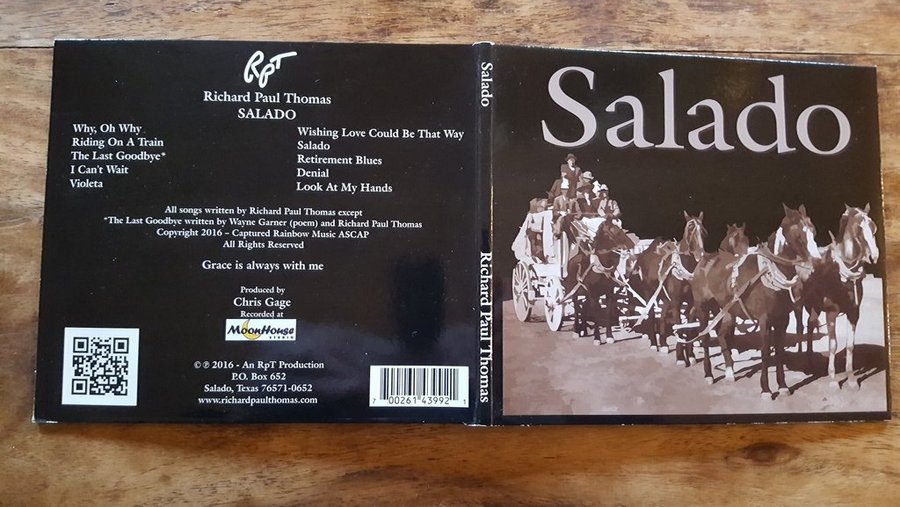 RPT
Richard Paul Thomas
SALADO
Why, Oh Why
Riding On A Train
The Last Goodbye*
I Can't Wait
Violeta
Wishing Love Could Be That Way
Salado
Retirement Blues
Denial
Look At My Hands
All songs written by Richard Paul Thomas except
*The Last Goodbye written by Wayne Garner (poem) and Richard Paul Thomas
Copyright 2016 – Captured Rainbow Music ASCAP
All Rights Reserved
Grace is always with me
Produced by
Chris Gage
Recorded at
MoonHouse
STUDIO
© ℗ 2016 - An RpT Production
P.O. Box 652
Salado, Texas 76571-0652
www.richardpaulthomas.com
7 00261 43992 1
Salado
Richard Paul Thomas
Salado